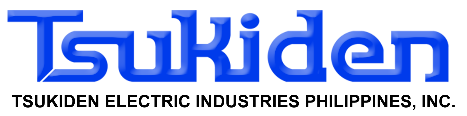 TsuKiden
TSUKIDEN ELECTRIC INDUSTRIES PHILIPPINES, INC.